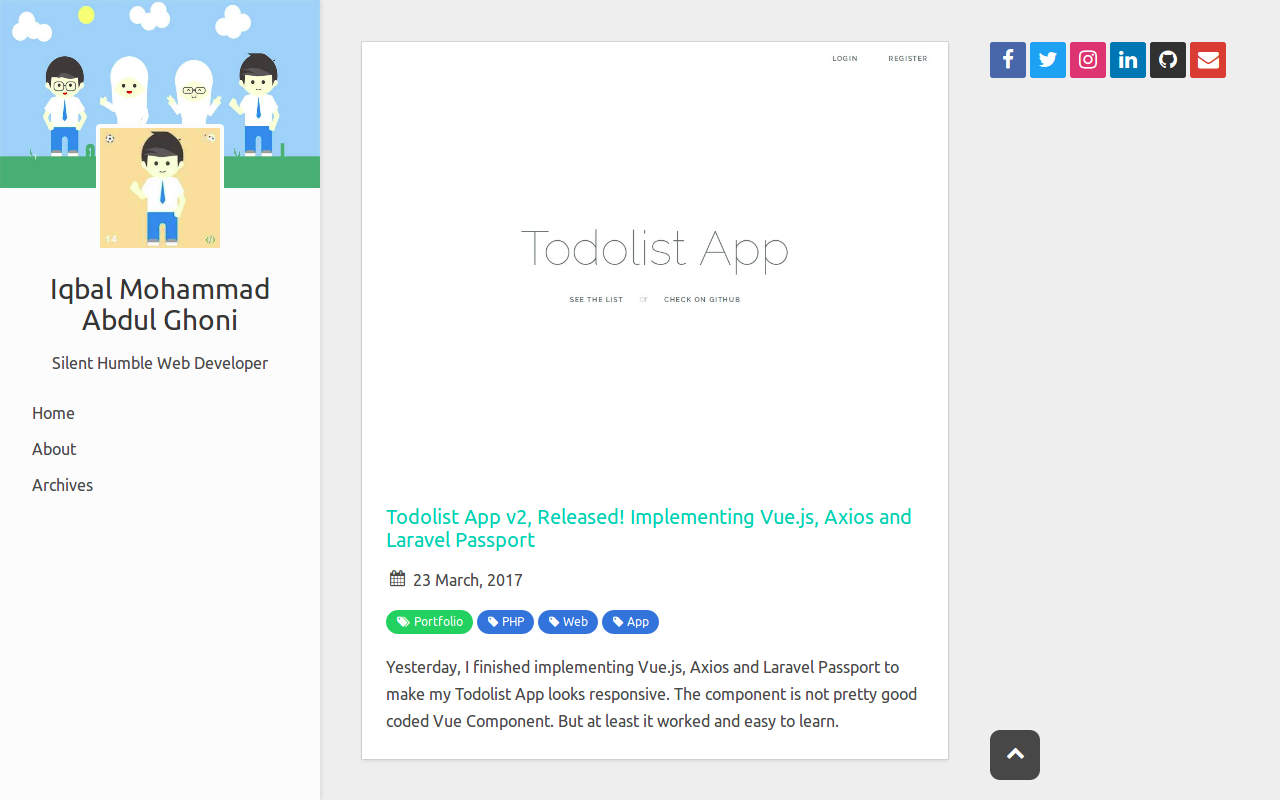 14
</>
Iqbal Mohammad
Abdul Ghoni
Silent Humble Web Developer
Home
About
Archives
LOGIN REGISTER
Todolist App
SEE THE LIST or CHECK ON GITHUB
Todolist App v2, Released! Implementing Vue.js, Axios and
Laravel Passport
23 March, 2017
Portfolio PHP Web App
Yesterday, I finished implementing Vue.js, Axios and Laravel Passport to
make my Todolist App looks responsive. The component is not pretty good
coded Vue Component. But at least it worked and easy to learn.